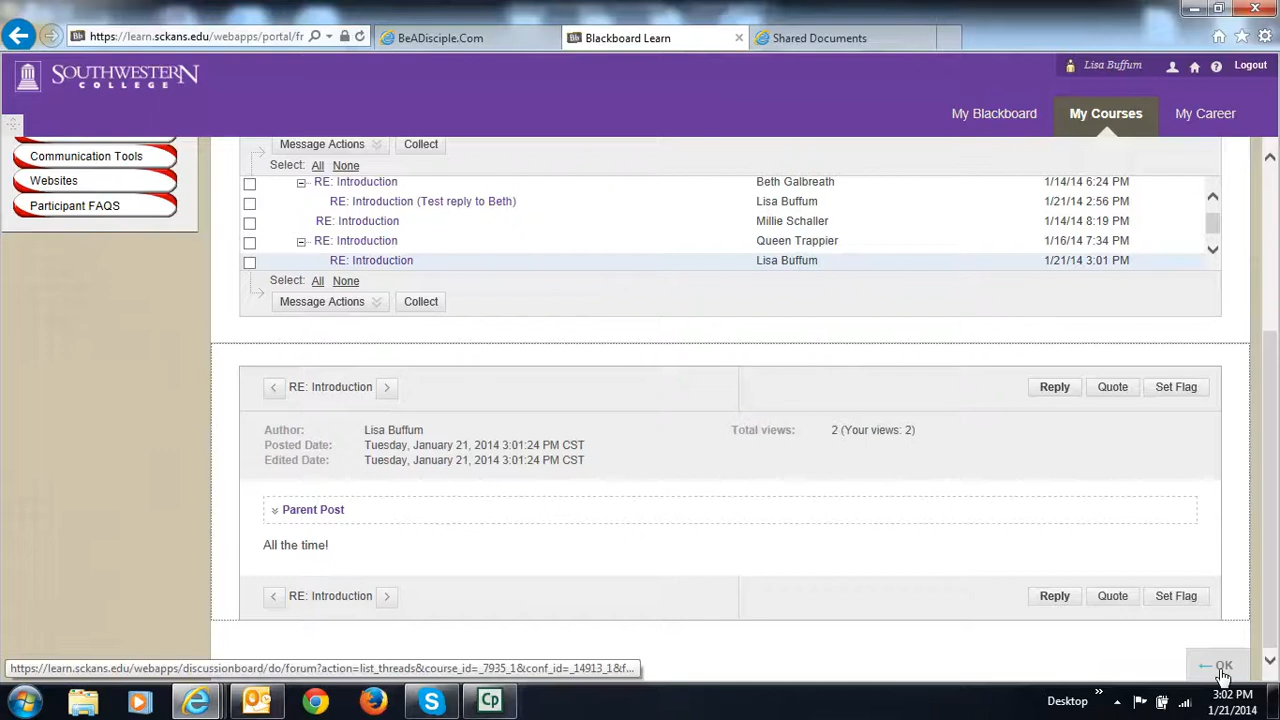 https://learn.sckans.edu/webapps/portal/fr
BeADisciple.Com
Bb Blackboard Learn
Shared Documents
SOUTHWESTERN
COLLEGE
Lisa Buffum
Logout
My Blackboard
My Courses
My Career
Communication Tools
Websites
Participant FAQS
Message Actions Collect
Select: All None
RE: Introduction Beth Galbreath 1/14/14 6:24 PM
RE: Introduction (Test reply to Beth) Lisa Buffum 1/21/14 2:56 PM
RE: Introduction Millie Schaller 1/14/14 8:19 PM
RE: Introduction Queen Trappier 1/16/14 7:34 PM
RE: Introduction Lisa Buffum 1/21/14 3:01 PM
Select: All None
Message Actions Collect
< RE: Introduction > Reply Quote Set Flag
Author: Lisa Buffum Total views: 2 (Your views: 2)
Posted Date: Tuesday, January 21, 2014 3:01:24 PM CST
Edited Date: Tuesday, January 21, 2014 3:01:24 PM CST
Parent Post
All the time!
< RE: Introduction > Reply Quote Set Flag
← OK
https://learn.sckans.edu/webapps/discussionboard/do/forum?action=list_threads&course_id=_7935_1&conf_id=_14913_1&f...
Cp
Desktop
3:02 PM
1/21/2014